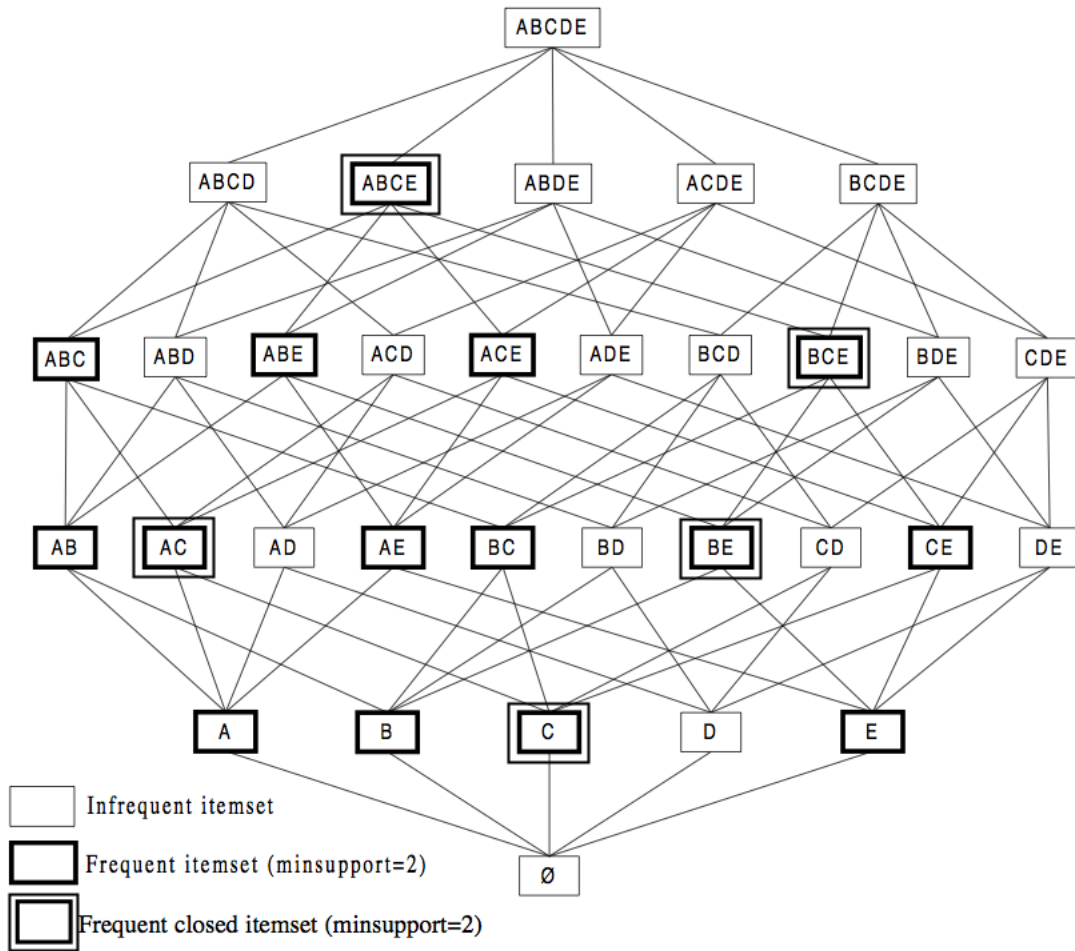 ABCDE
ABCD ABCE ABDE ACDE BCDE
ABC ABD ABE ACD ACE ADE BCD BCE BDE CDE
AB AC AD AE BC BD BE CD CE DE
A B C D E
Infrequent itemset
Frequent itemset (minsupport=2)
Ø
Frequent closed itemset (minsupport=2)